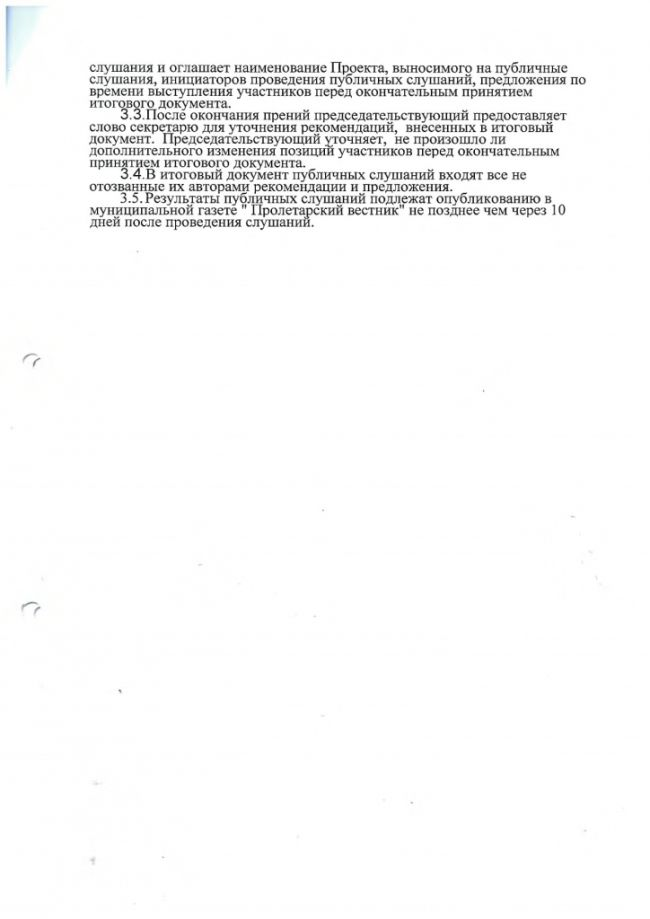 слушания и оглашает наименование Проекта, выносимого на публичные
слушания, инициаторов проведения публичных слушаний, предложения по
времени выступления участников перед окончательным принятием
итогового документа.
3.3.После окончания прений председательствующий предоставляет
слово секретарю для уточнения рекомендаций, внесенных в итоговый
документ. Председательствующий уточняет, не произошло ли
дополнительного изменения позиций участников перед окончательным
принятием итогового документа.
3.4.В итоговый документ публичных слушаний входят все не
отозванные их авторами рекомендации и предложения.
3.5.Результаты публичных слушаний подлежат опубликованию в
муниципальной газете " Пролетарский вестник" не позднее чем через 10
дней после проведения слушаний.